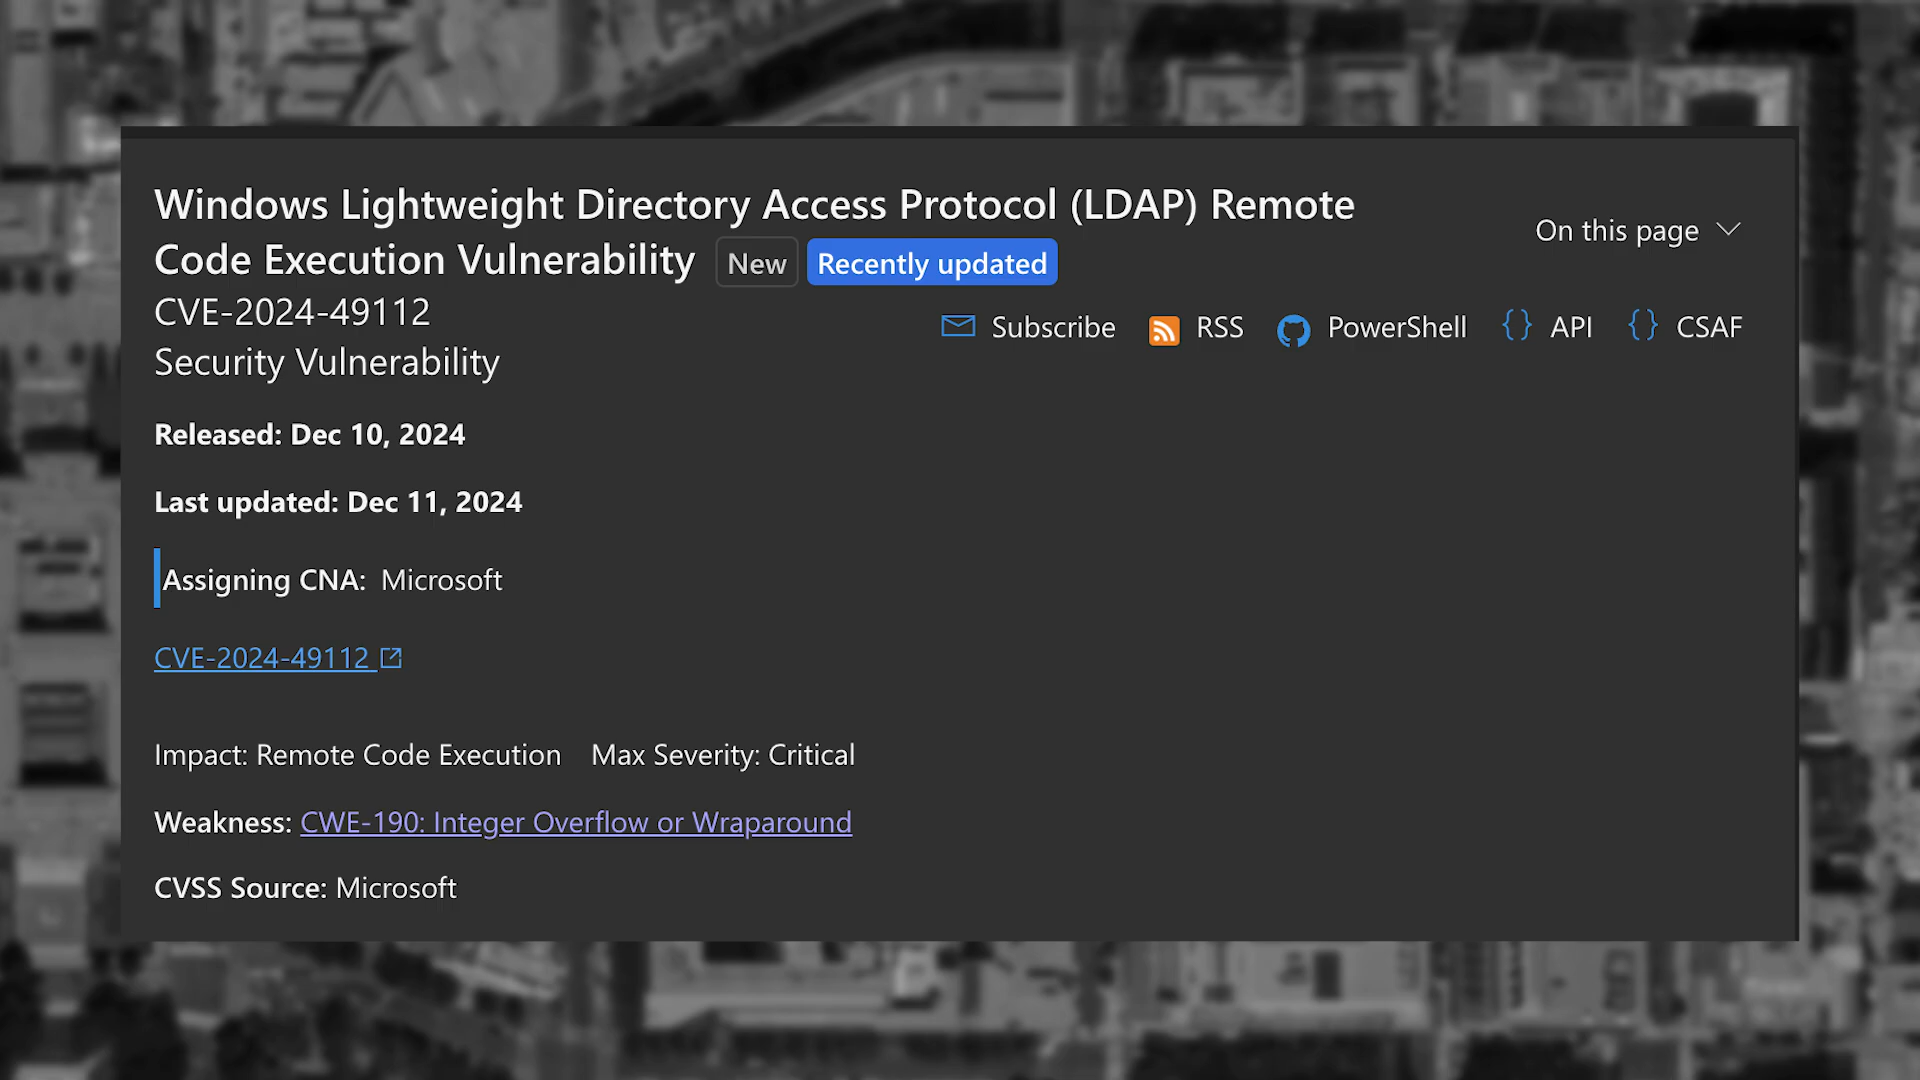 Windows Lightweight Directory Access Protocol (LDAP) Remote
Code Execution Vulnerability New Recently updated
On this page
CVE-2024-49112
Subscribe RSS PowerShell API CSAF
Security Vulnerability
Released: Dec 10, 2024
Last updated: Dec 11, 2024
Assigning CNA: Microsoft
CVE-2024-49112
Impact: Remote Code Execution Max Severity: Critical
Weakness: CWE-190: Integer Overflow or Wraparound
CVSS Source: Microsoft